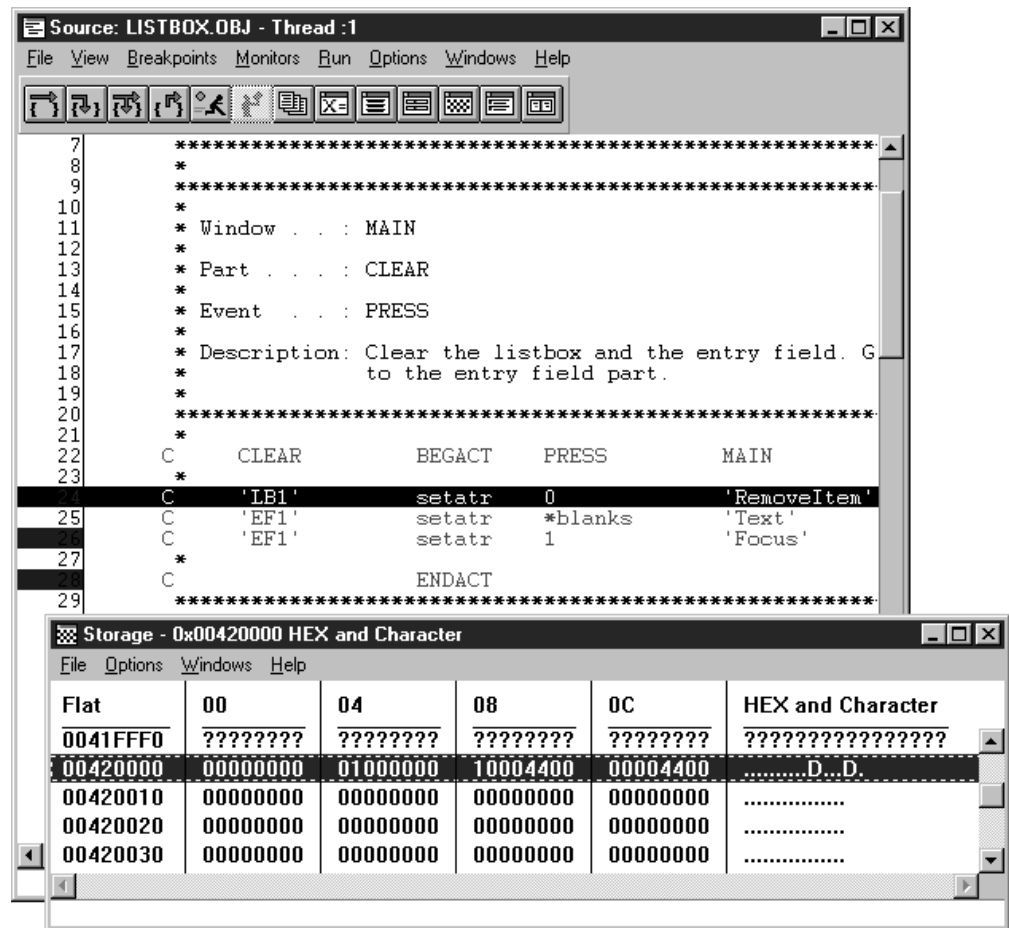 Source: LISTBOX.OBJ - Thread :1
File View Breakpoints Monitors Run Options Windows Help
7 *******************************************************
8 *
9 *******************************************************
10 *
11 * Window . . : MAIN
12 *
13 * Part . . . : CLEAR
14 *
15 * Event . . : PRESS
16 *
17 * Description: Clear the listbox and the entry field. G
18 * to the entry field part.
19 *
20 *******************************************************
21 *
22 C CLEAR BEGACT PRESS MAIN
23 *
24 C 'LB1' setatr 0 'RemoveItem'
25 C 'EF1' setatr *blanks 'Text'
26 C 'EF1' setatr 1 'Focus'
27 *
28 C ENDACT
29 *******************************************************
Storage - 0x00420000 HEX and Character
File Options Windows Help
Flat 00 04 08 0C HEX and Character
0041FFF0 ???????? ???????? ???????? ???????? ????????????????
00420000 00000000 01000000 10004400 00004400 ..........D...D.
00420010 00000000 00000000 00000000 00000000 ................
00420020 00000000 00000000 00000000 00000000 ................
00420030 00000000 00000000 00000000 00000000 ................